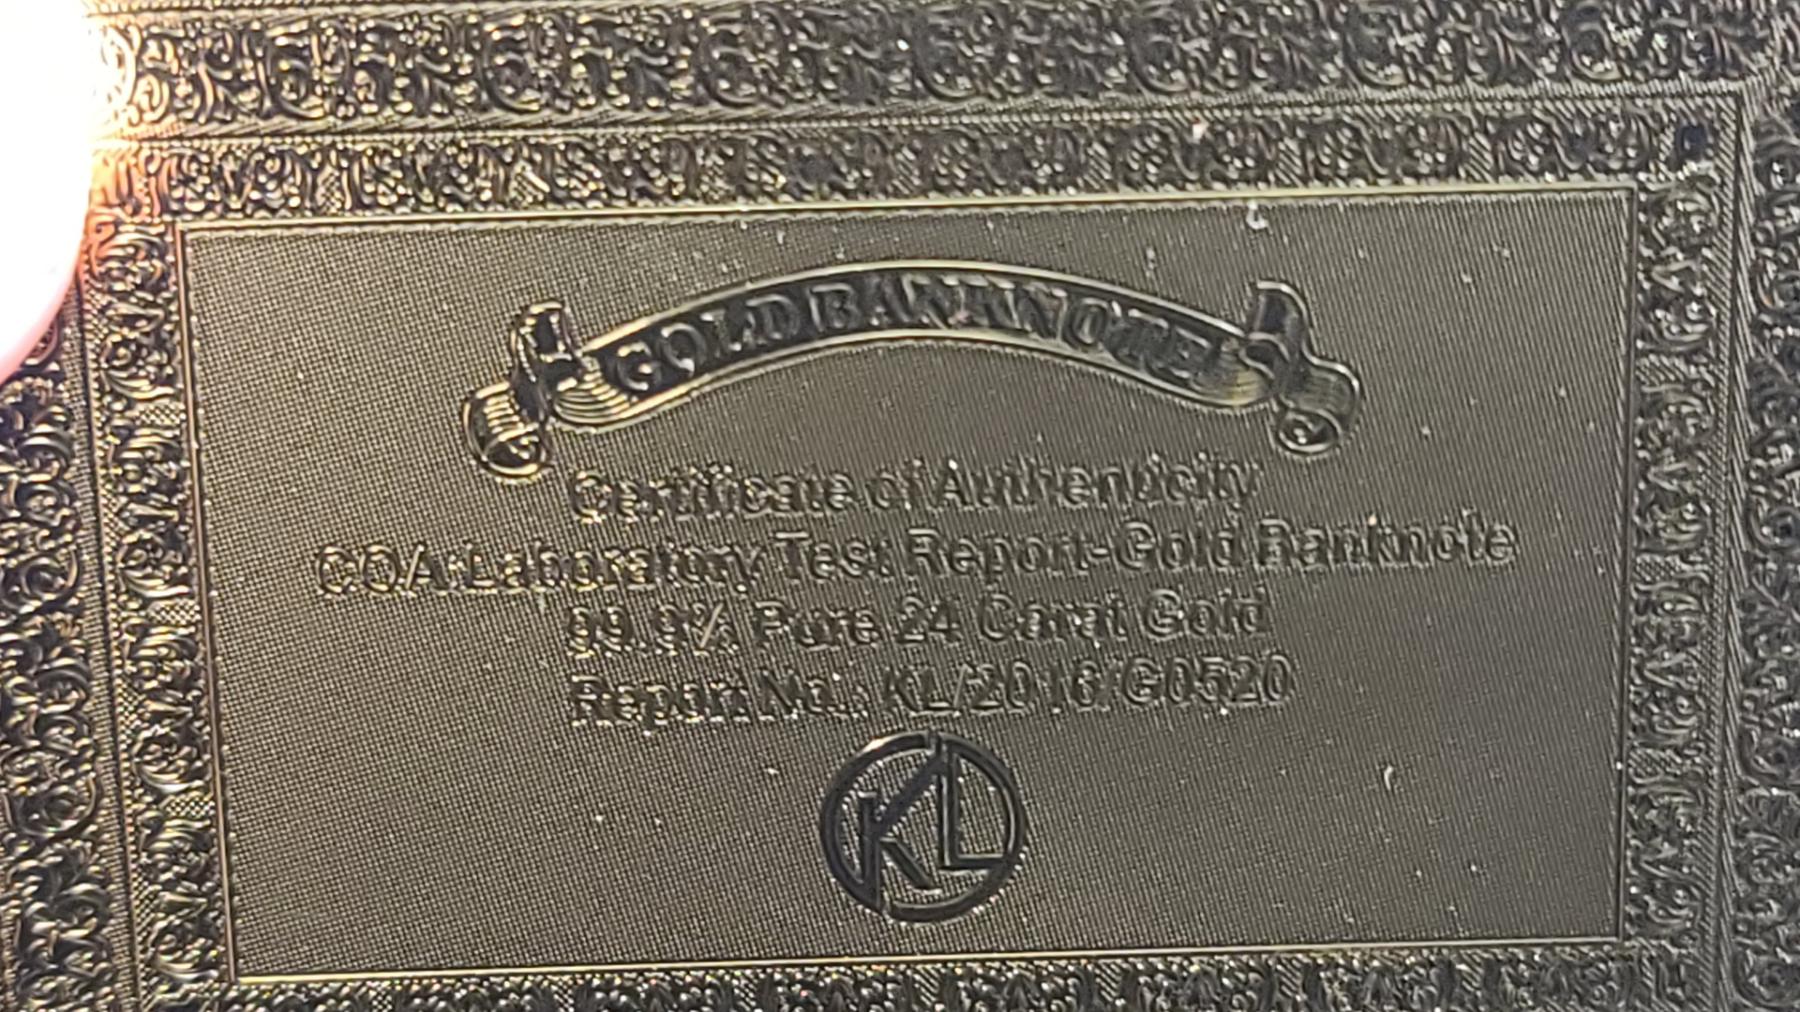 GOLD BANKNOTE
Certificate of Authenticity
COA:Laboratory Test Report-Gold Banknote
99.9% Pure 24 Carat Gold
Report No.: KL/2016/G0520
KL